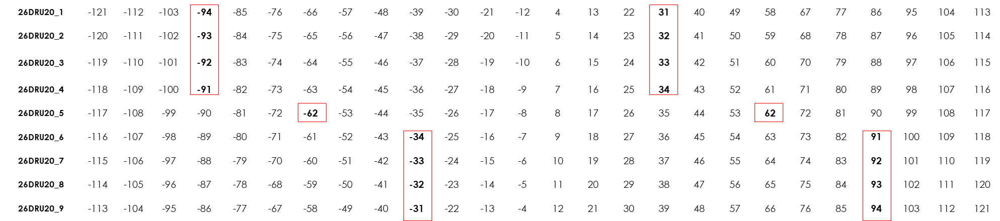 26DRU20_1 -121 -112 -103 -94 -85 -76 -66 -57 -48 -39 -30 -21 -12 4 13 22 31 40 49 58 67 77 86 95 104 113
26DRU20_2 -120 -111 -102 -93 -84 -75 -65 -56 -47 -38 -29 -20 -11 5 14 23 32 41 50 59 68 78 87 96 105 114
26DRU20_3 -119 -110 -101 -92 -83 -74 -64 -55 -46 -37 -28 -19 -10 6 15 24 33 42 51 60 70 79 88 97 106 115
26DRU20_4 -118 -109 -100 -91 -82 -73 -63 -54 -45 -36 -27 -18 -9 7 16 25 34 43 52 61 71 80 89 98 107 116
26DRU20_5 -117 -108 -99 -90 -81 -72 -62 -53 -44 -35 -26 -17 -8 8 17 26 35 44 53 62 72 81 90 99 108 117
26DRU20_6 -116 -107 -98 -89 -80 -71 -61 -52 -43 -34 -25 -16 -7 9 18 27 36 45 54 63 73 82 91 100 109 118
26DRU20_7 -115 -106 -97 -88 -79 -70 -60 -51 -42 -33 -24 -15 -6 10 19 28 37 46 55 64 74 83 92 101 110 119
26DRU20_8 -114 -105 -96 -87 -78 -68 -59 -50 -41 -32 -23 -14 -5 11 20 29 38 47 56 65 75 84 93 102 111 120
26DRU20_9 -113 -104 -95 -86 -77 -67 -58 -49 -40 -31 -22 -13 -4 12 21 30 39 48 57 66 76 85 94 103 112 121